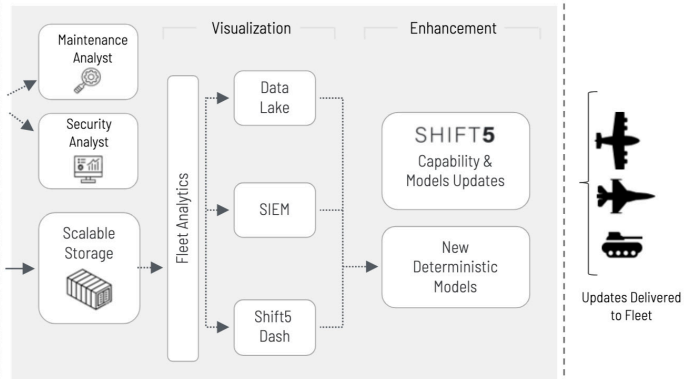 Visualization
Enhancement
Maintenance
Analyst
Security
Analyst
Scalable
Storage
Fleet Analytics
Data
Lake
SIEM
Shift5
Dash
SHIFT5
Capability &
Models Updates
New
Deterministic
Models
Updates Delivered
to Fleet